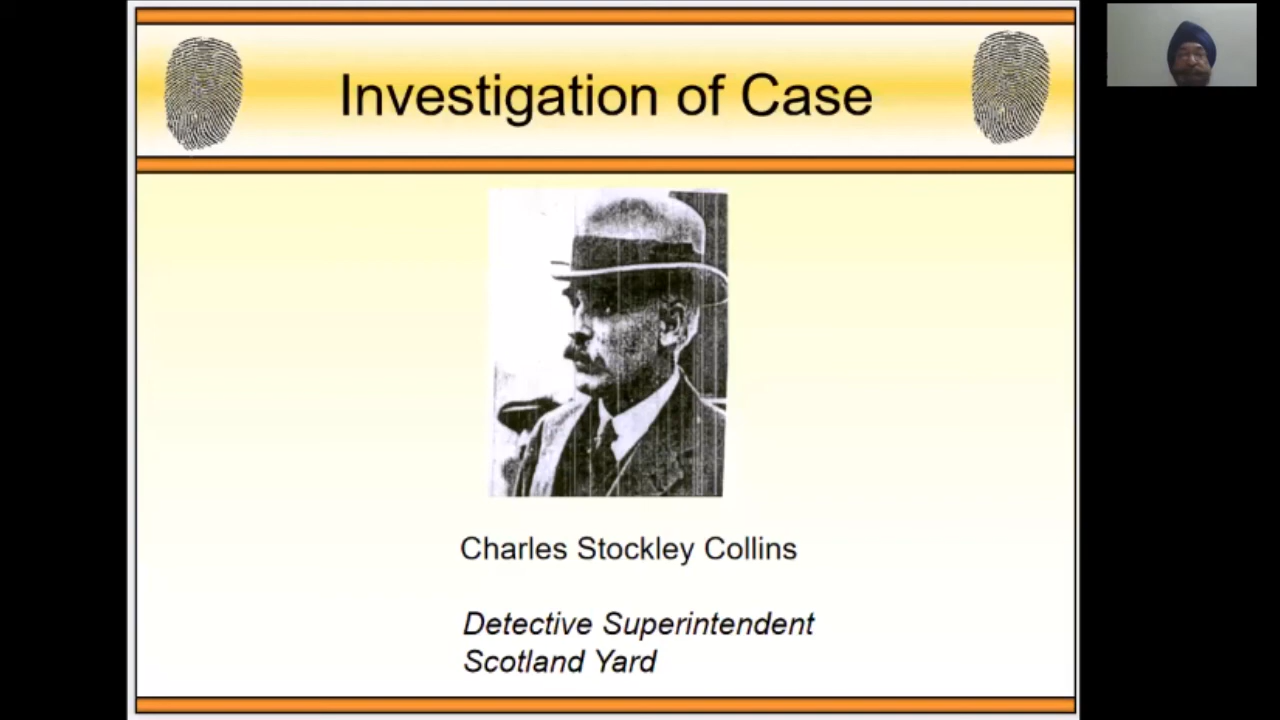 Investigation of Case
Charles Stockley Collins
Detective Superintendent
Scotland Yard